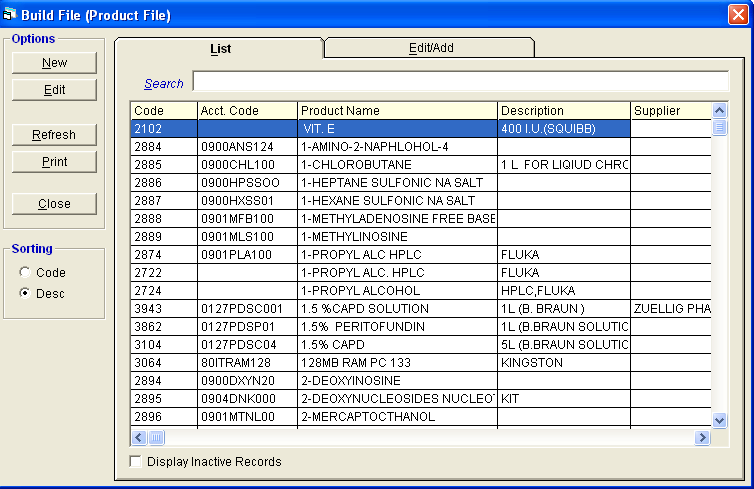 Build File (Product File)
Options
New
Edit
Refresh
Print
Close
Sorting
Code
Desc
List
Edit/Add
Search
Code Acct. Code Product Name Description Supplier
2102 VIT. E 400 I.U.(SQUIBB)
2884 0900ANS124 1-AMINO-2-NAPHLOHOL-4
2885 0900CHL100 1-CHLOROBUTANE 1 L FOR LIQIUD CHRO
2886 0900HPSSOO 1-HEPTANE SULFONIC NA SALT
2887 0900HXSS01 1-HEXANE SULFONIC NA SALT
2888 0901MFB100 1-METHYLADENOSINE FREE BASE
2889 0901MLS100 1-METHYLINOSINE
2874 0901PLA100 1-PROPYL ALC HPLC FLUKA
2722 1-PROPYL ALC. HPLC FLUKA
2724 1-PROPYL ALCOHOL HPLC,FLUKA
3943 0127PDSC001 1.5 %CAPD SOLUTION 1L (B. BRAUN ) ZUELLIG PHA
3862 0127PDSP01 1.5% PERITOFUNDIN 1L (B.BRAUN SOLUTIC
3104 0127PDSC04 1.5 % CAPD 5L (B.BRAUN SOLUTIC
3064 80ITRAM128 128MB RAM PC 133 KINGSTON
2894 0900DXYN20 2-DEOXYINOSINE
2895 0904DNK000 2-DEOXYNUCLEOSIDES NUCLEOT KIT
2896 0901MTNL00 2-MERCAPTOCTHANOL
Display Inactive Records